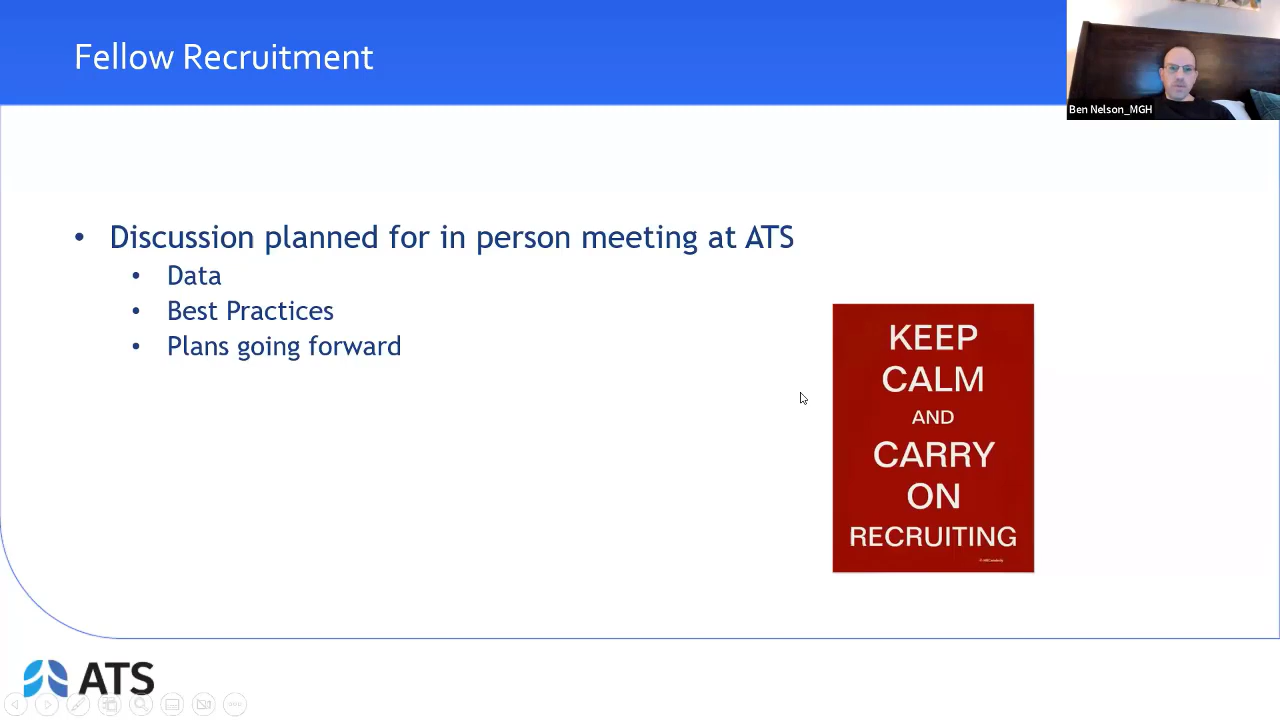 Fellow Recruitment
Ben Nelson_MGH
• Discussion planned for in person meeting at ATS
• Data
• Best Practices
• Plans going forward
KEEP
CALM
AND
CARRY
ON
RECRUITING
ATS